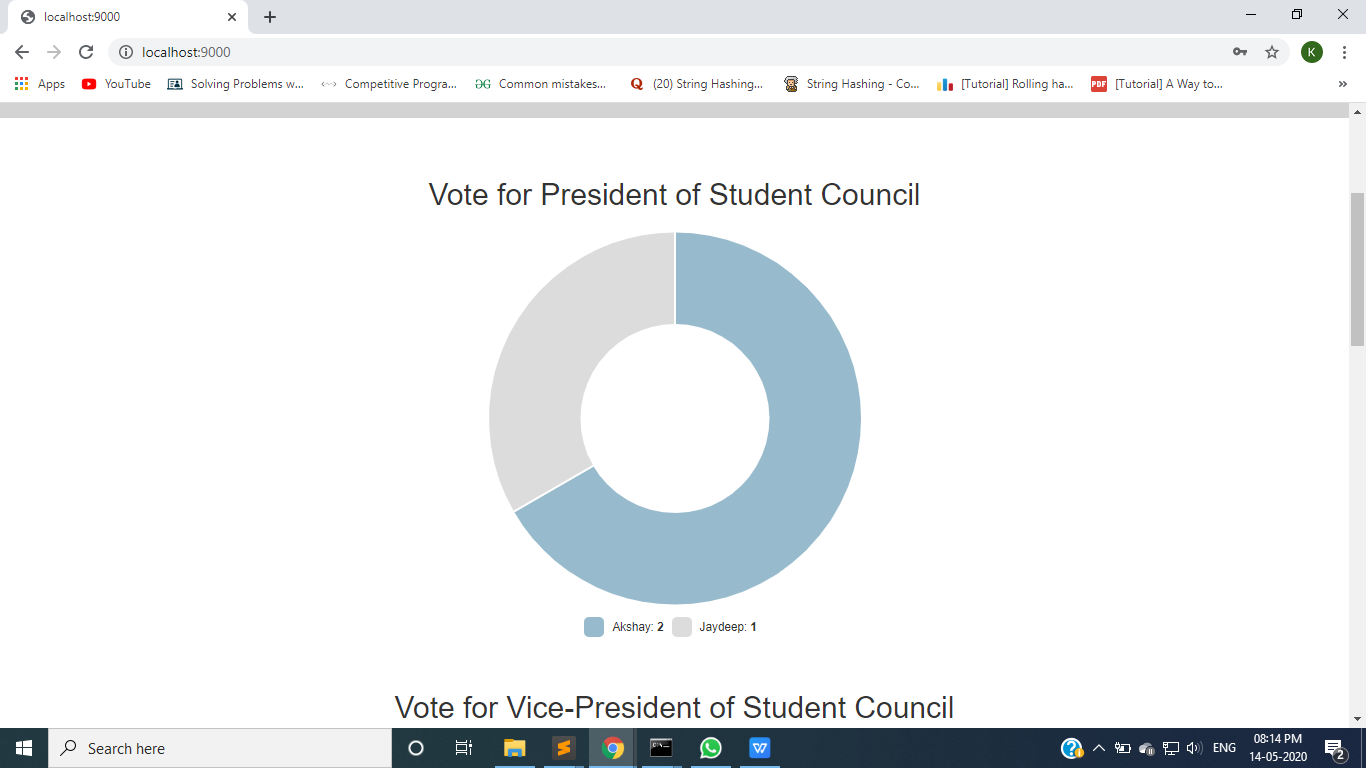 localhost:9000
localhost:9000
K
Apps YouTube Solving Problems w... Competitive Progra... Common mistakes... (20) String Hashing... String Hashing - Co... [Tutorial] Rolling ha... [Tutorial] A Way to...
Vote for President of Student Council
Akshay: 2 Jaydeep: 1
Vote for Vice-President of Student Council
Search here
ENG
08:14 PM
14-05-2020
2